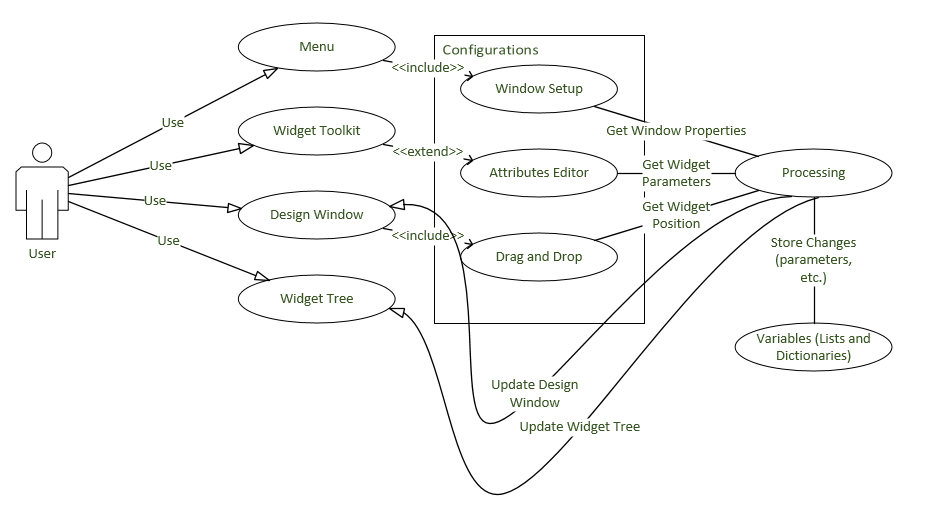 Menu
Configurations
<<include>>
Window Setup
Use
Widget Toolkit
Get Window Properties
<<extend>>
Use
Attributes Editor
Get Widget
Parameters
Processing
Use
Design Window
Get Widget
Position
<<include>>
Use
User
Drag and Drop
Store Changes
(parameters,
etc.)
Widget Tree
Variables (Lists and
Dictionaries)
Update Design
Window
Update Widget Tree